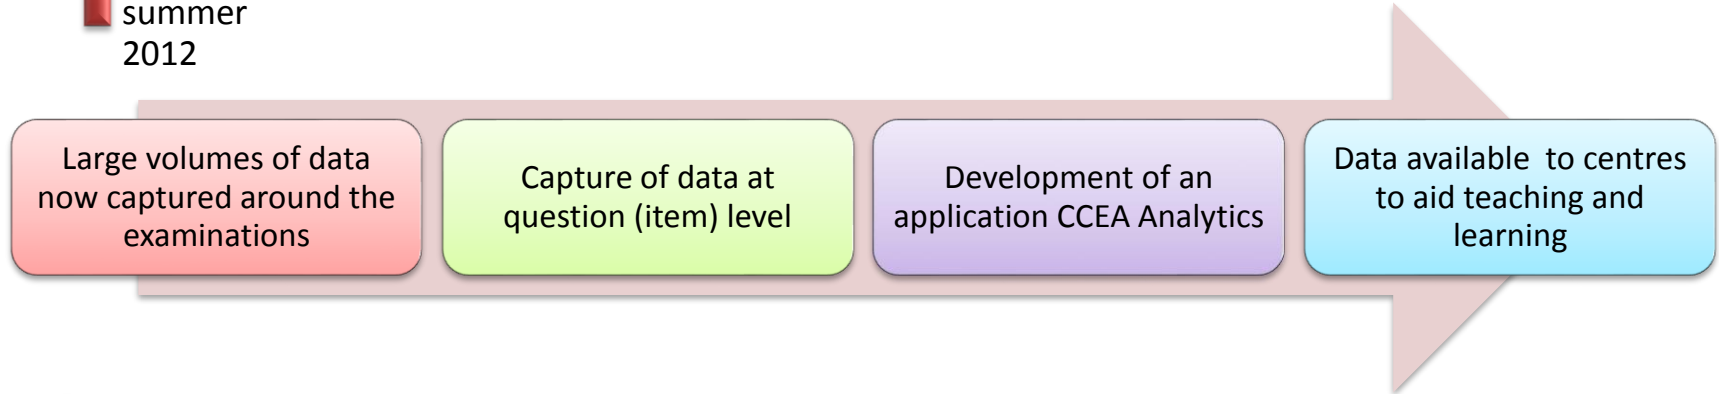 summer
2012
Large volumes of data
now captured around the
examinations
Capture of data at
question (item) level
Development of an
application CCEA Analytics
Data available  to centres
to aid teaching and
learning